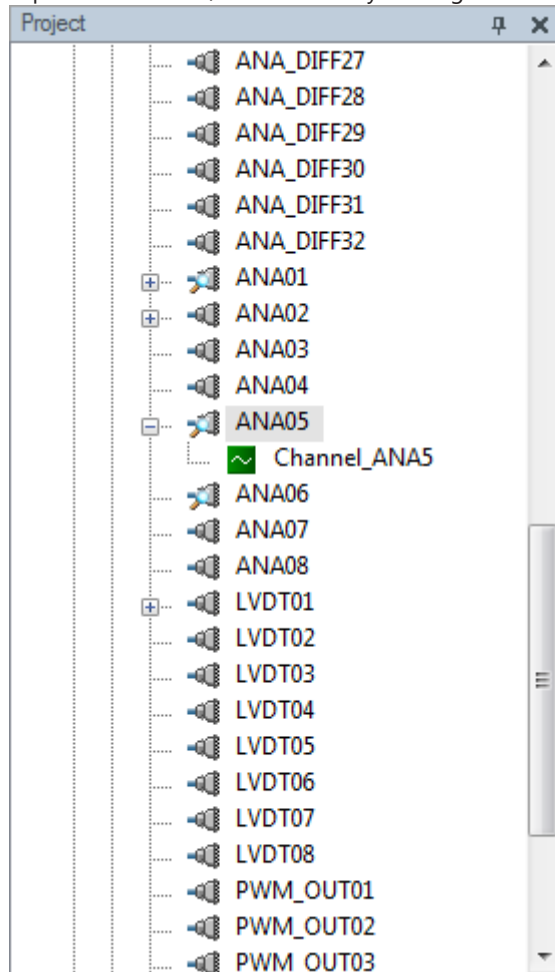 Project
ANA_DIFF27
ANA_DIFF28
ANA_DIFF29
ANA_DIFF30
ANA_DIFF31
ANA_DIFF32
ANA01
ANA02
ANA03
ANA04
ANA05
Channel_ANA5
ANA06
ANA07
ANA08
LVDT01
LVDT02
LVDT03
LVDT04
LVDT05
LVDT06
LVDT07
LVDT08
PWM_OUT01
PWM_OUT02
PWM_OUT03